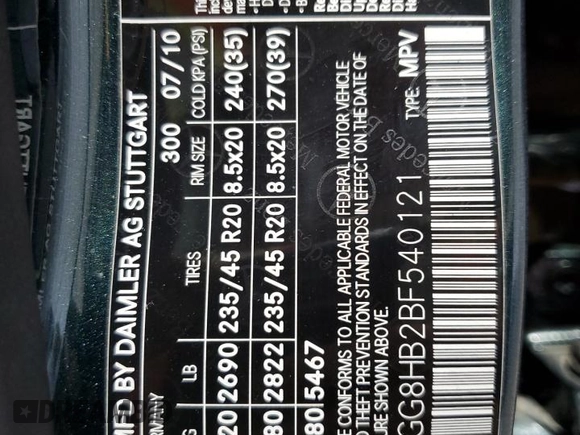 MFD BY DAIMLER AG STUTTGART
GERMANY 300 07/10
LB TIRES RIM SIZE COLD KPA (PSI)
20 2690 235/45 R20 8.5x20 240(35)
80 2822 235/45 R20 8.5x20 270(39)
80 5467
E CONFORMS TO ALL APPLICABLE FEDERAL MOTOR VEHICLE
D THEFT PREVENTION STANDARDS IN EFFECT ON THE DATE OF
URE SHOWN ABOVE.
TYPE: MPV
GG8HB2BF540121